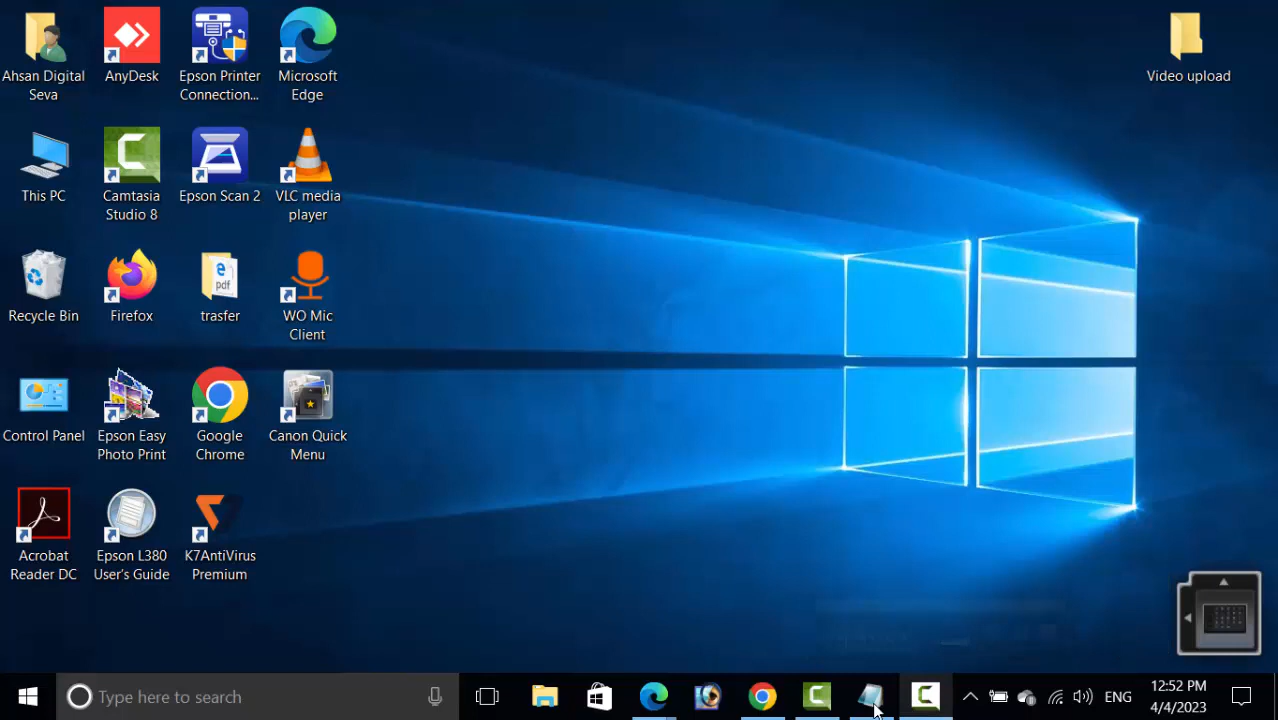 Ahsan Digital
Seva
AnyDesk
Epson Printer
Connection...
Microsoft
Edge
Video upload
This PC
Camtasia
Studio 8
Epson Scan 2
VLC media
player
Recycle Bin
Firefox
trasfer
pdf
WO Mic
Client
Control Panel
Epson Easy
Photo Print
Google
Chrome
Canon Quick
Menu
Acrobat
Reader DC
Epson L380
User's Guide
K7AntiVirus
Premium
Type here to search
ENG
12:52 PM
4/4/2023